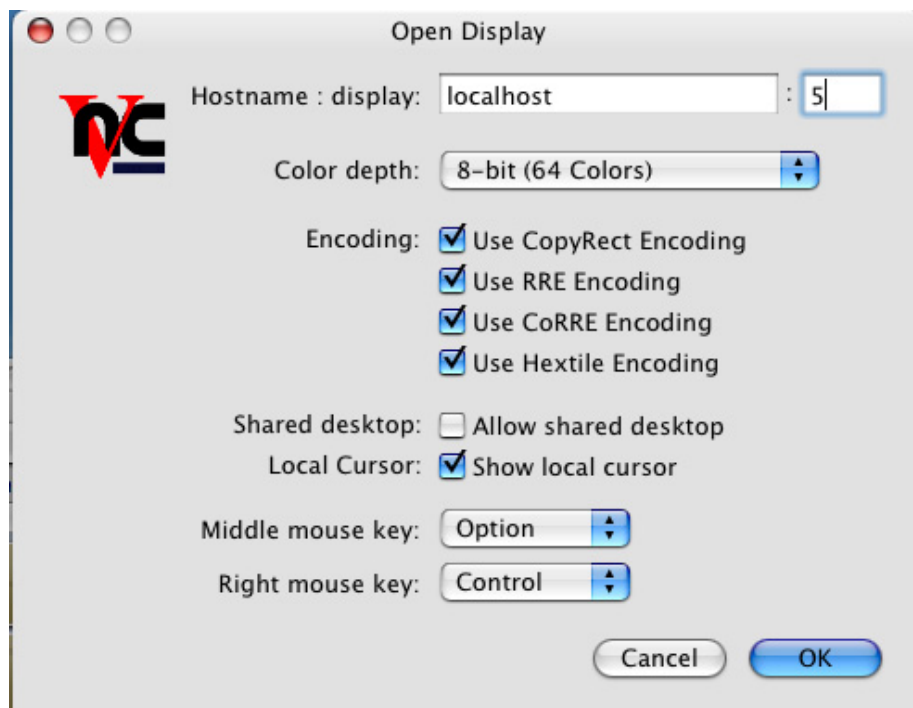 Open Display
VNC Hostname : display: localhost : 5
Color depth: 8-bit (64 Colors)
Encoding: Use CopyRect Encoding
Use RRE Encoding
Use CoRRE Encoding
Use Hextile Encoding
Shared desktop: Allow shared desktop
Local Cursor: Show local cursor
Middle mouse key: Option
Right mouse key: Control
Cancel OK